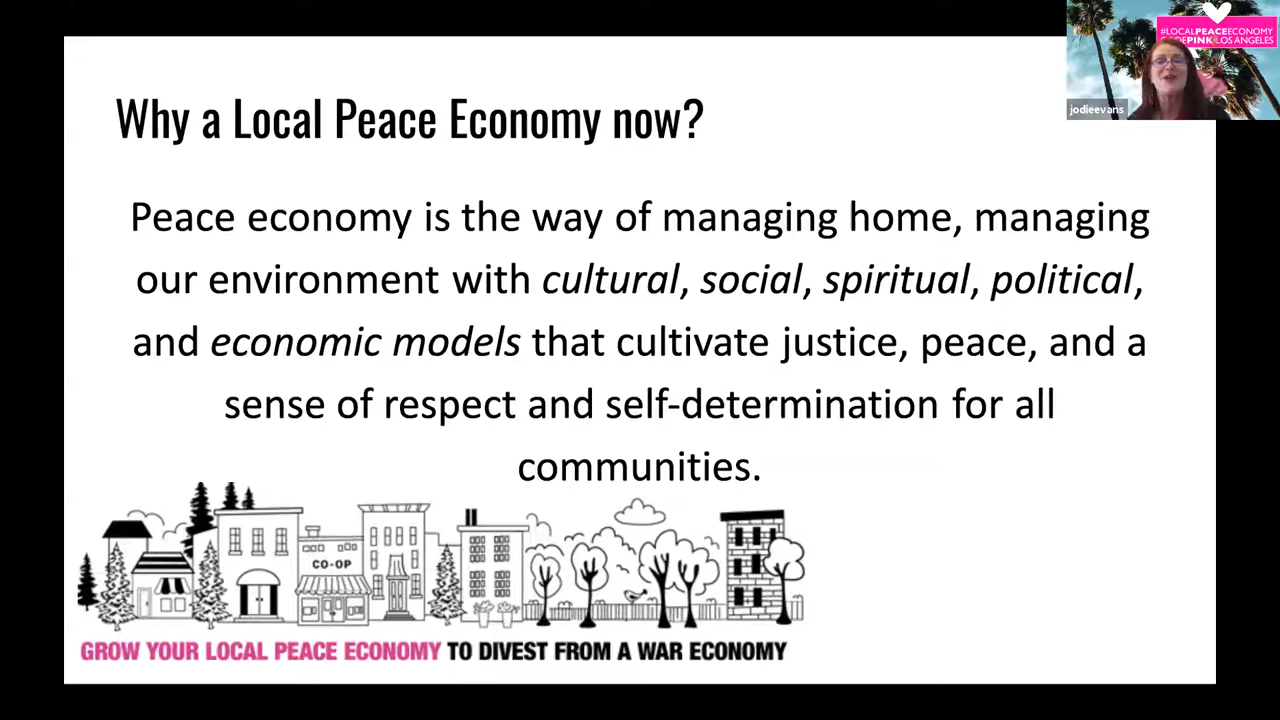 Why a Local Peace Economy now?
Peace economy is the way of managing home, managing
our environment with cultural, social, spiritual, political,
and economic models that cultivate justice, peace, and a
sense of respect and self-determination for all
communities.
CO-OP
GROW YOUR LOCAL PEACE ECONOMY TO DIVEST FROM A WAR ECONOMY
#LOCALPEACEECONOMY
PINK LOS ANGELES
jodieevans